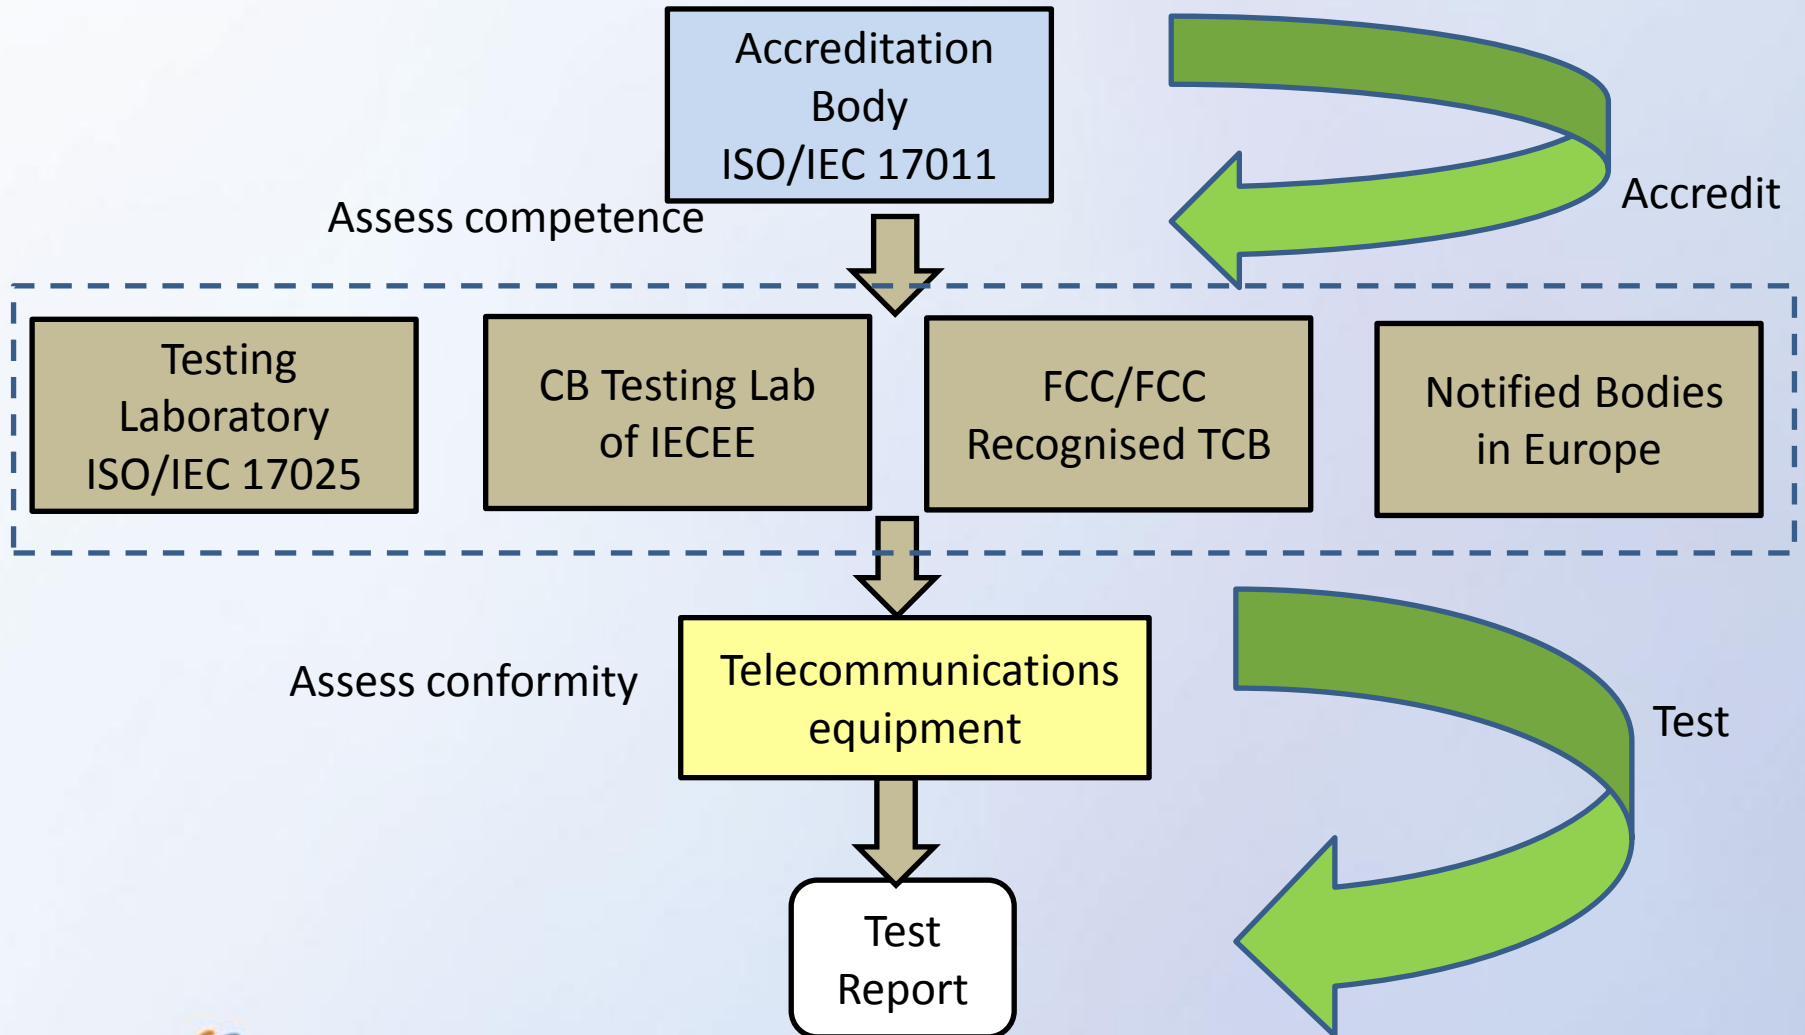 Accreditation
Body
ISO/IEC 17011
Accredit
Assess competence
Testing
Laboratory
ISO/IEC 17025
CB Testing Lab
of IECEE
FCC/FCC
Recognised TCB
Notified Bodies
in Europe
Assess conformity
Telecommunications
equipment
Test
Test
Report